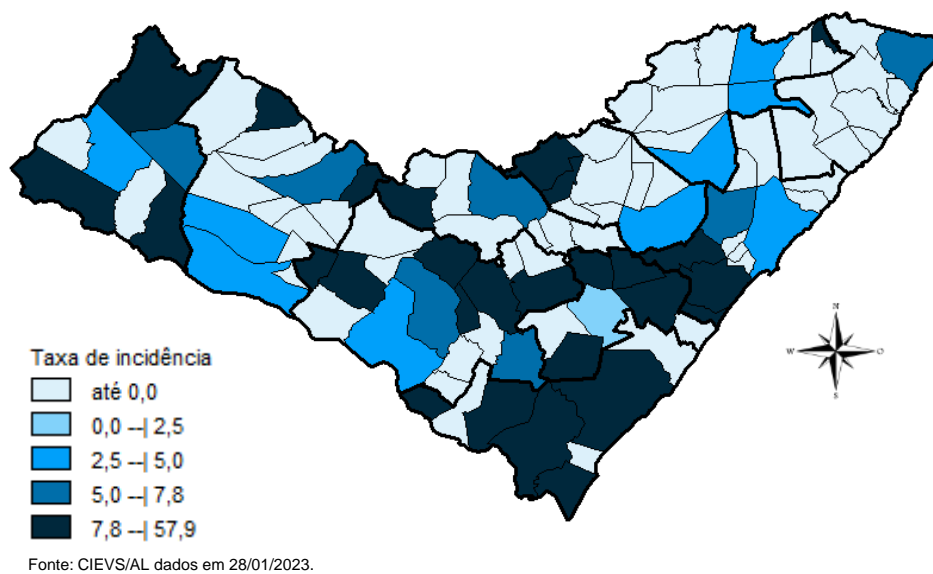 N
W
O
S
Taxa de incidência
até 0,0
0,0 --| 2,5
2,5 --| 5,0
5,0 --| 7,8
7,8 --| 57,9
Fonte: CIEVS/AL dados em 28/01/2023.